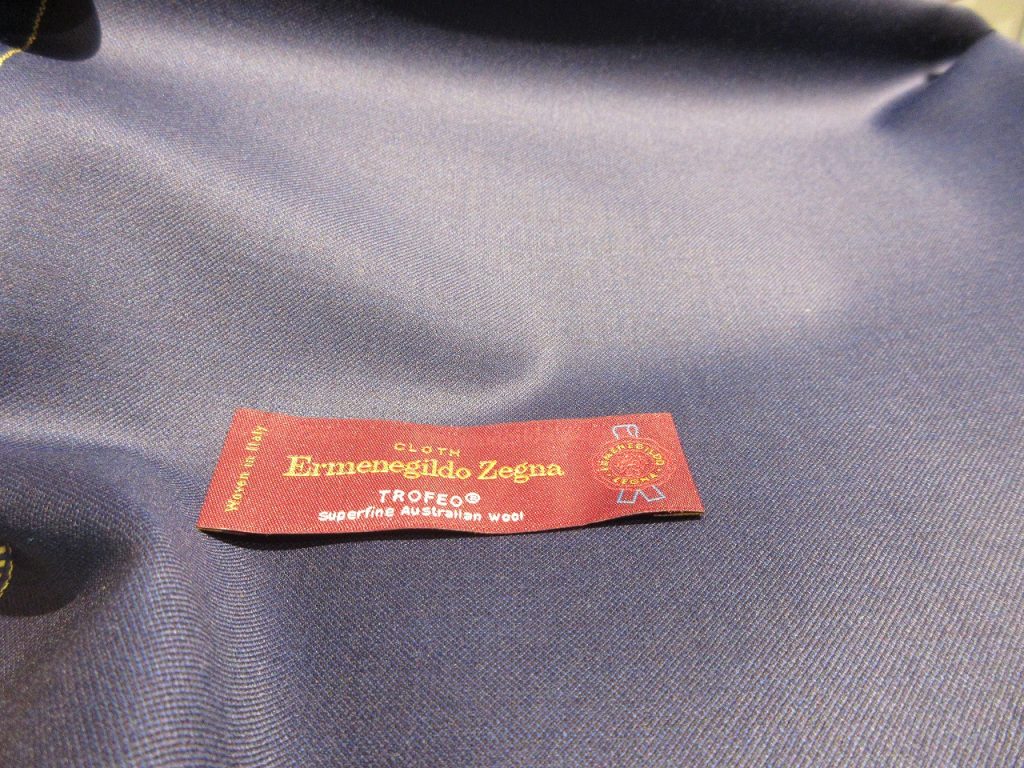 Woven in Italy
CLOTH
Ermenegildo Zegna
TROFEO®
Superfine Australian wool
ERMENEGILDO
ZEGNA